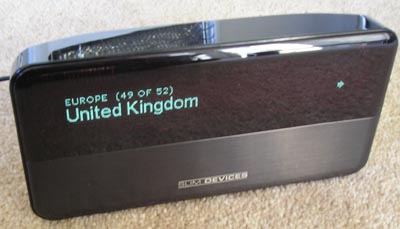 EUROPE (49 OF 52)
United Kingdom
SLIM DEVICES